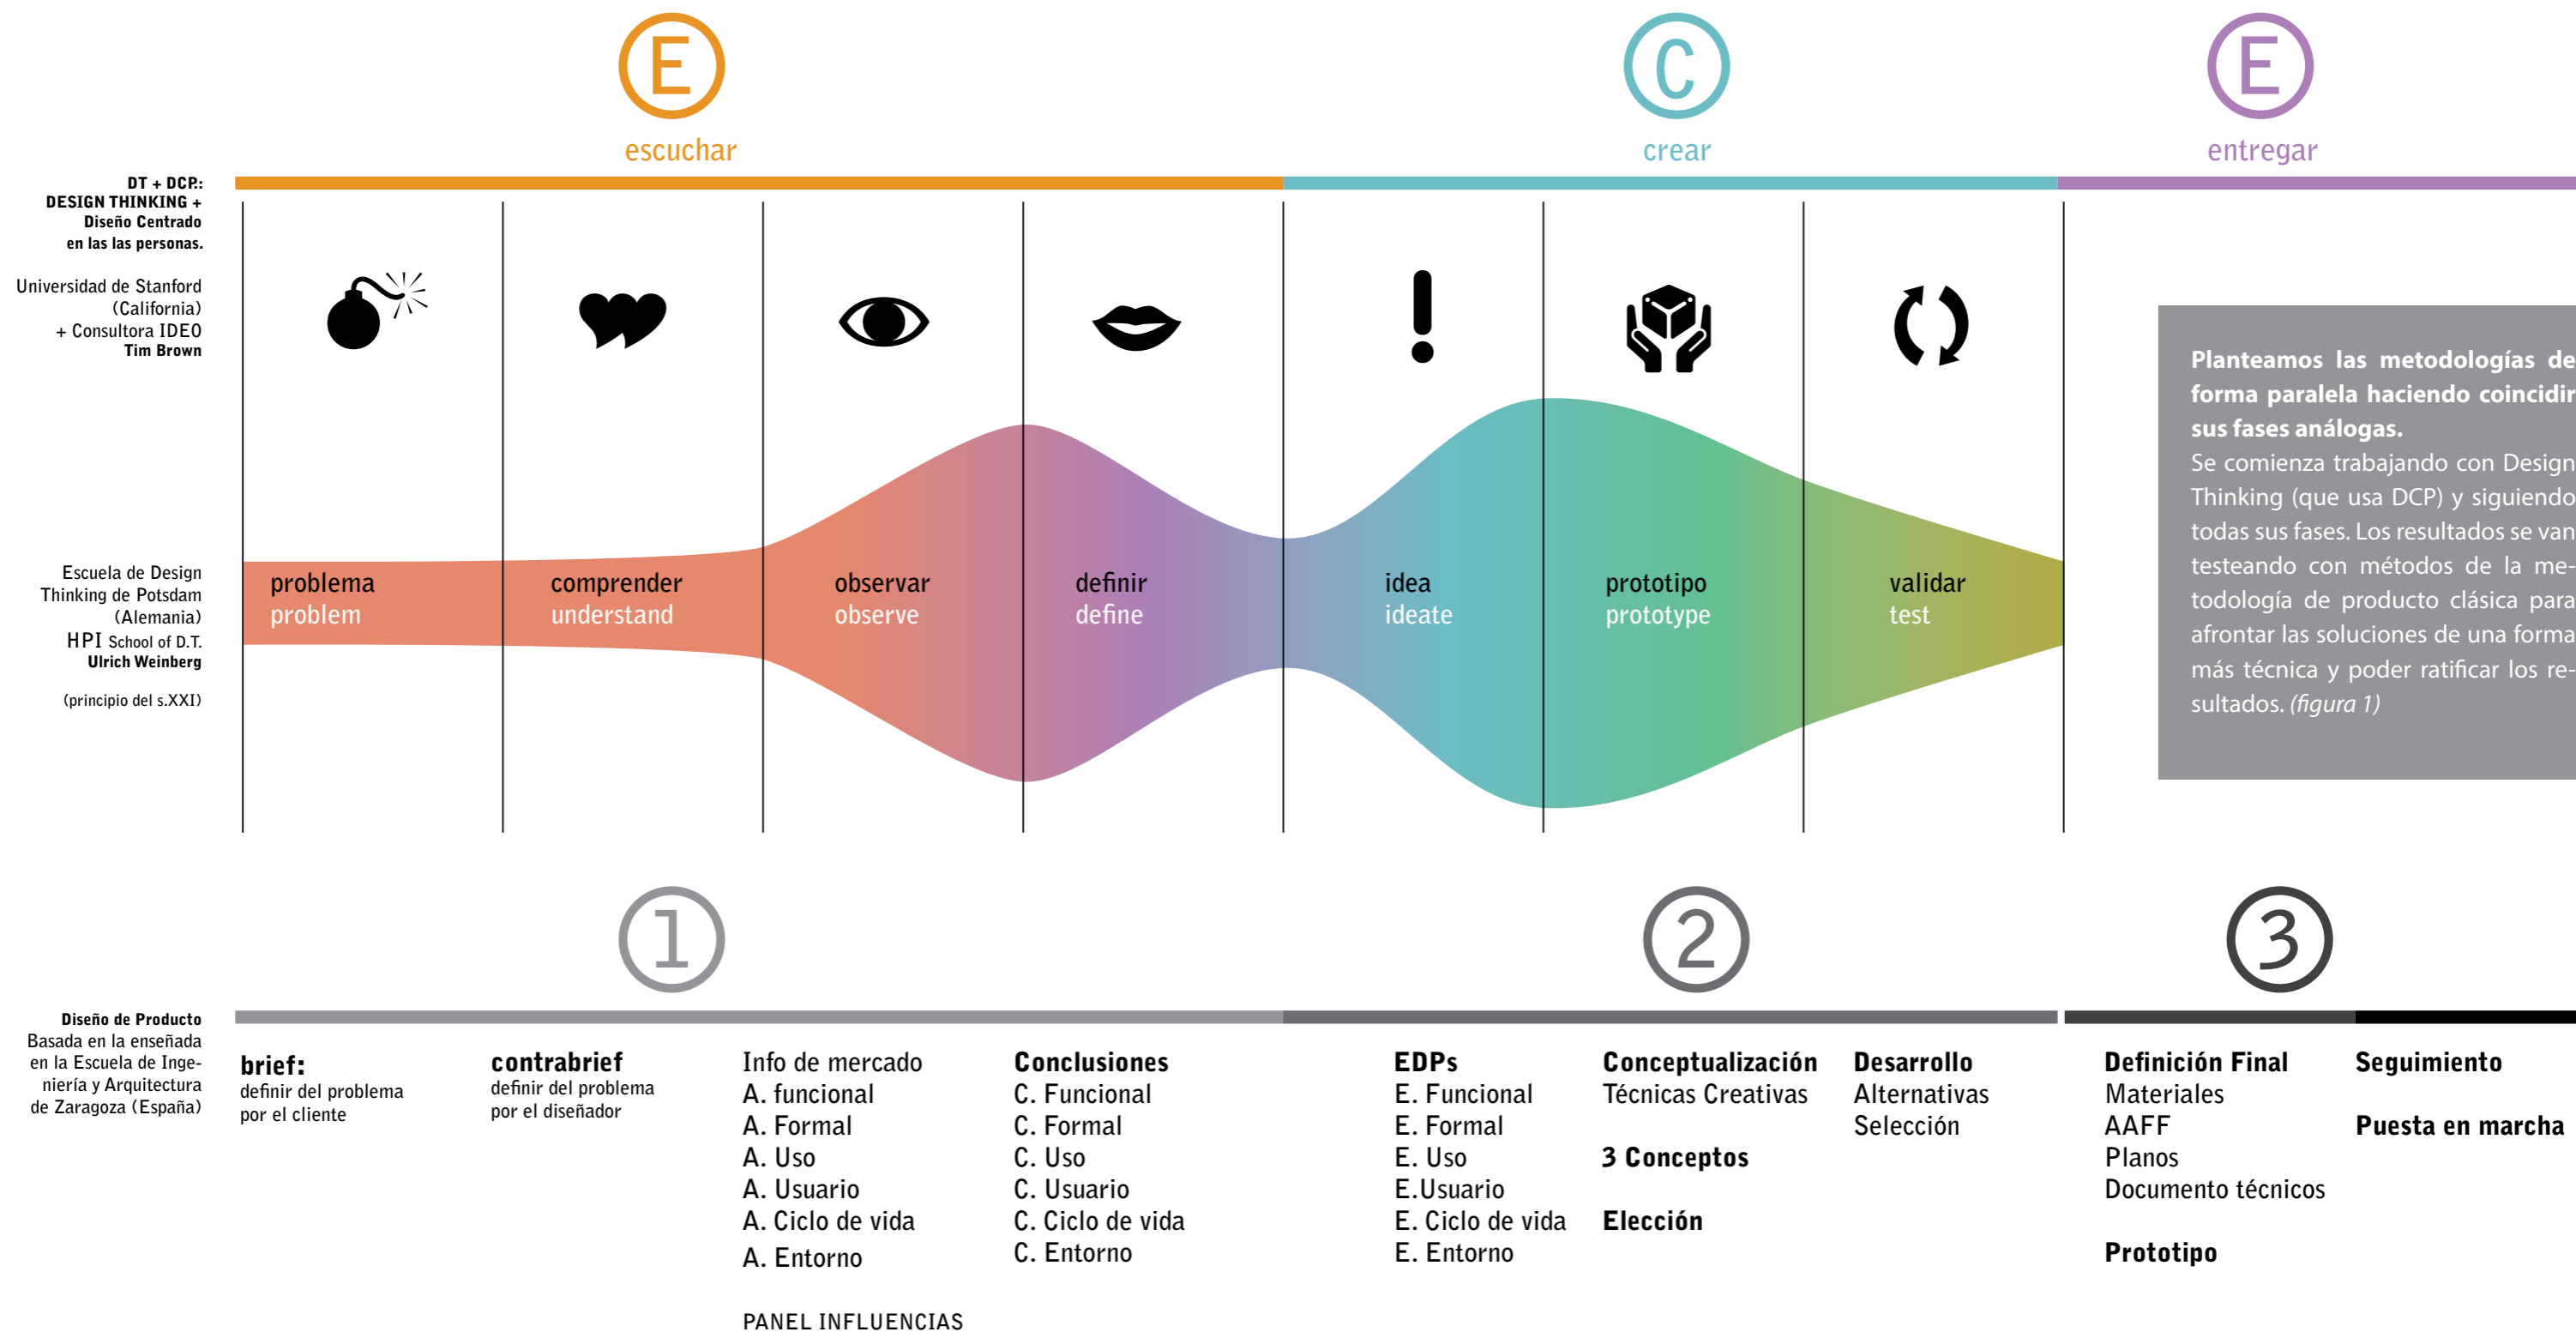 E
escuchar
C
crear
E
entregar
DT + DCP.:
DESIGN THINKING +
Diseño Centrado
en las las personas.
Universidad de Stanford
(California)
+ Consultora IDEO
Tim Brown
Escuela de Design
Thinking de Potsdam
(Alemania)
HPI School of D.T.
Ulrich Weinberg
(principio del s.XXI)
problema
problem
comprender
understand
observar
observe
definir
define
idea
ideate
prototipo
prototype
validar
test
Planteamos las metodologías de
forma paralela haciendo coincidir
sus fases análogas.
Se comienza trabajando con Design
Thinking (que usa DCP) y siguiendo
todas sus fases. Los resultados se van
testeando con métodos de la me-
todología de producto clásica para
afrontar las soluciones de una forma
más técnica y poder ratificar los re-
sultados. (figura 1)
1
2
3
Diseño de Producto
Basada en la enseñada
en la Escuela de Inge-
niería y Arquitectura
de Zaragoza (España)
brief:
definir del problema
por el cliente
contrabrief
definir del problema
por el diseñador
Info de mercado
A. funcional
A. Formal
A. Uso
A. Usuario
A. Ciclo de vida
A. Entorno
PANEL INFLUENCIAS
Conclusiones
C. Funcional
C. Formal
C. Uso
C. Usuario
C. Ciclo de vida
C. Entorno
EDPs
E. Funcional
E. Formal
E. Uso
E.Usuario
E. Ciclo de vida
E. Entorno
Conceptualización
Técnicas Creativas
3 Conceptos
Elección
Desarrollo
Alternativas
Selección
Definición Final
Materiales
AAFF
Planos
Documento técnicos
Prototipo
Seguimiento
Puesta en marcha